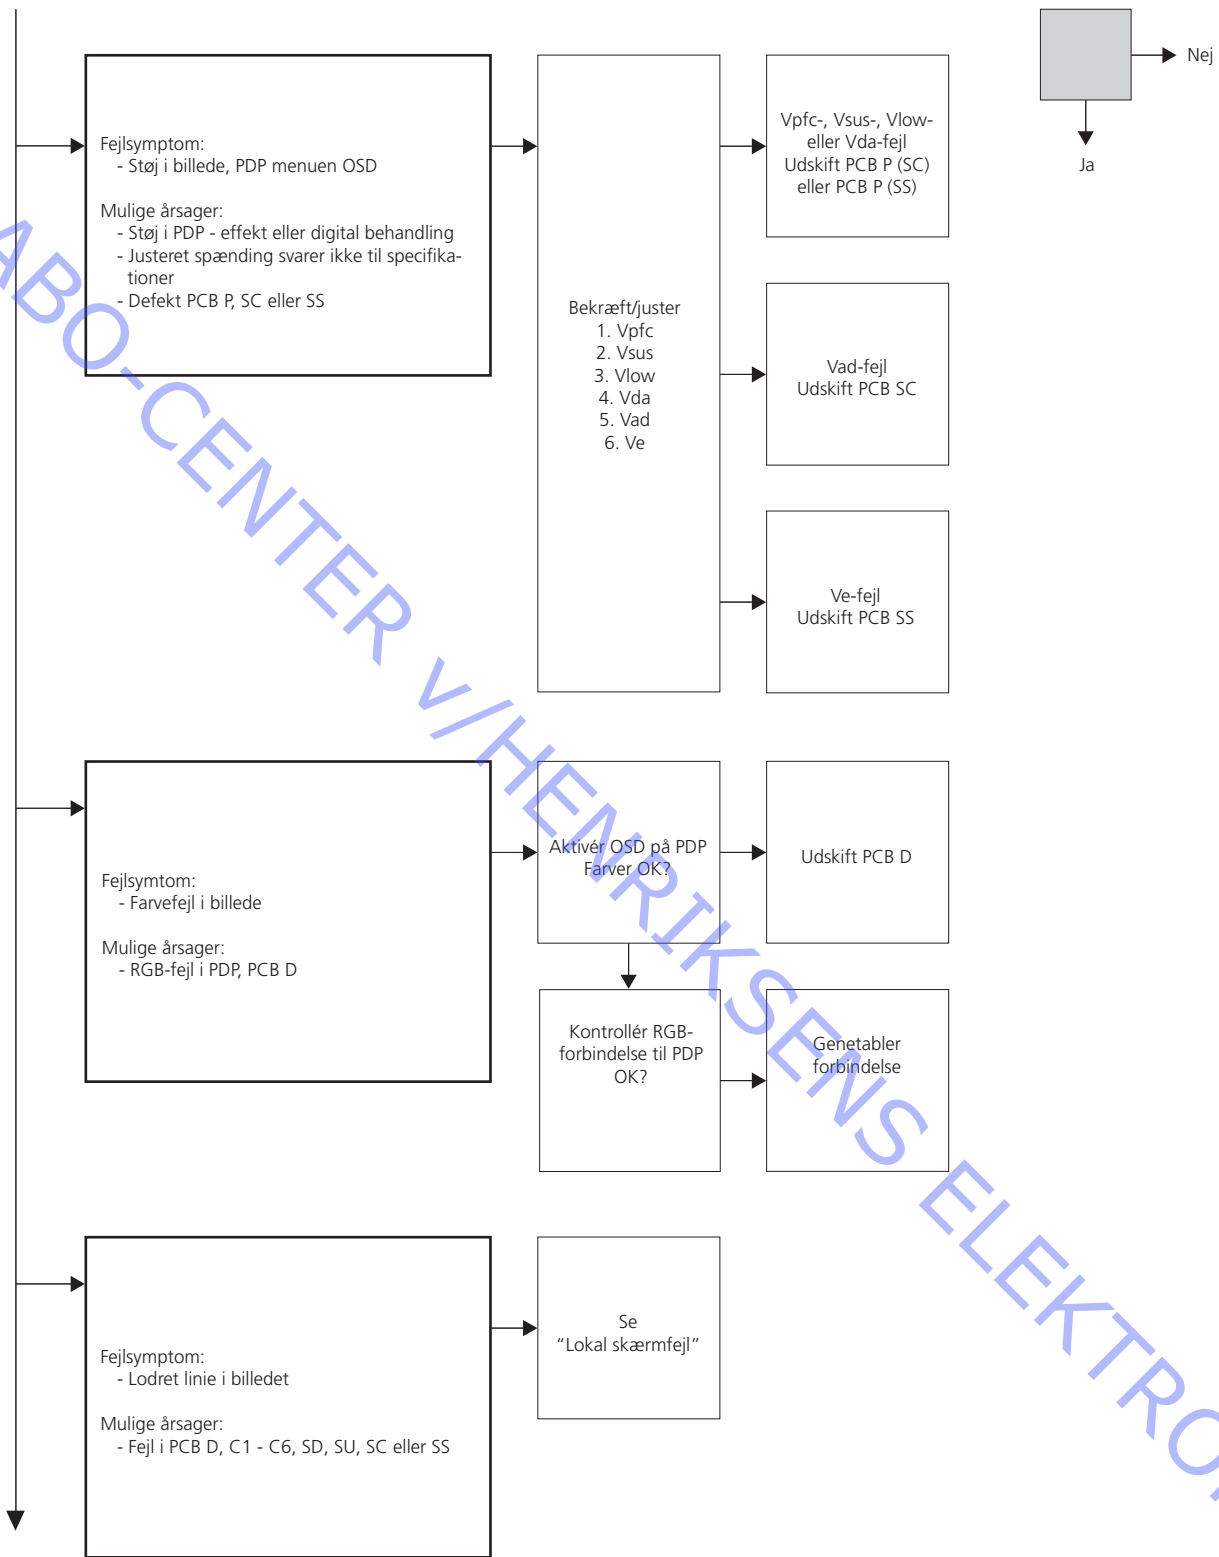 Nej
Ja
Fejlsymptom:
- Støj i billede, PDP menuen OSD
Mulige årsager:
- Støj i PDP - effekt eller digital behandling
- Justeret spænding svarer ikke til specifika-
tioner
- Defekt PCB P, SC eller SS
Bekræft/juster
1. Vpfc
2. Vsus
3. Vlow
4. Vda
5. Vad
6. Ve
Vpfc-, Vsus-, Vlow-
eller Vda-fejl
Udskift PCB P (SC)
eller PCB P (SS)
Vad-fejl
Udskift PCB SC
Ve-fejl
Udskift PCB SS
Fejlsymtom:
- Farvefejl i billede
Mulige årsager:
- RGB-fejl i PDP, PCB D
Aktivér OSD på PDP
Farver OK?
Udskift PCB D
Kontrollér RGB-
forbindelse til PDP
OK?
Genetabler
forbindelse
Fejlsymptom:
- Lodret linie i billedet
Mulige årsager:
- Fejl i PCB D, C1 - C6, SD, SU, SC eller SS
Se
“Lokal skærmfejl”
ABO-CENTER v/HENRIKSENS ELEKTRO